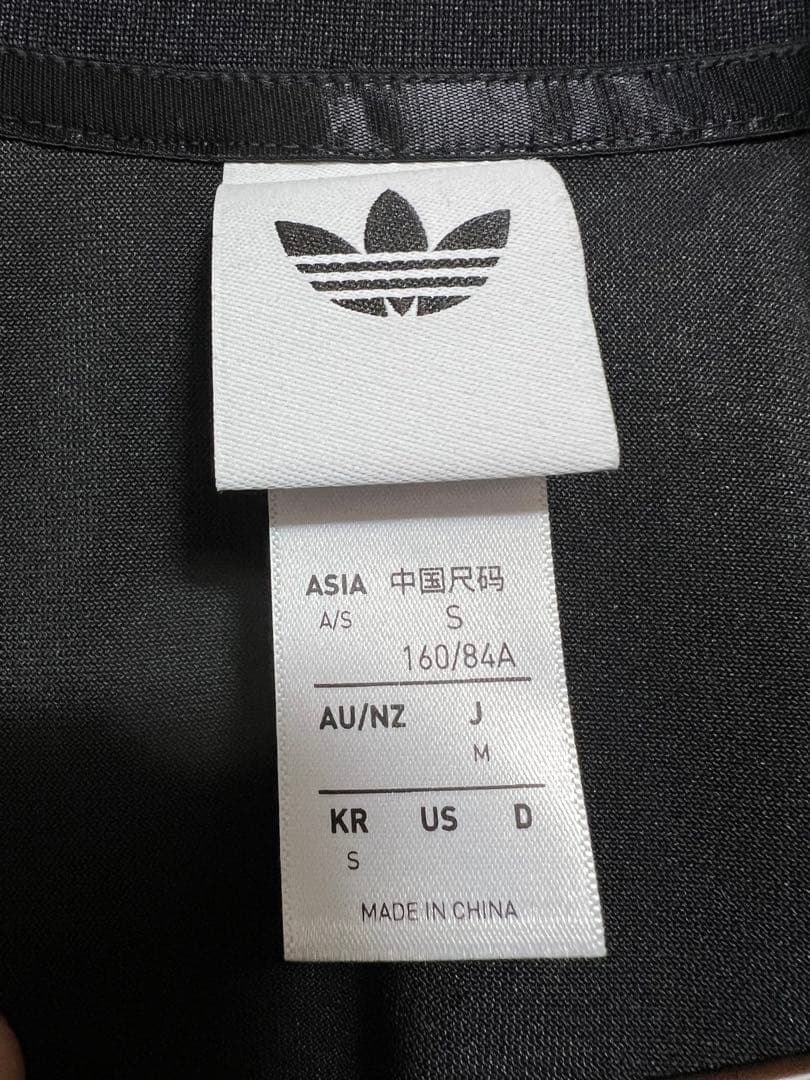 ASIA 中国尺码
A/S S
160/84A
AU/NZ J
M
KR US D
S
MADE IN CHINA